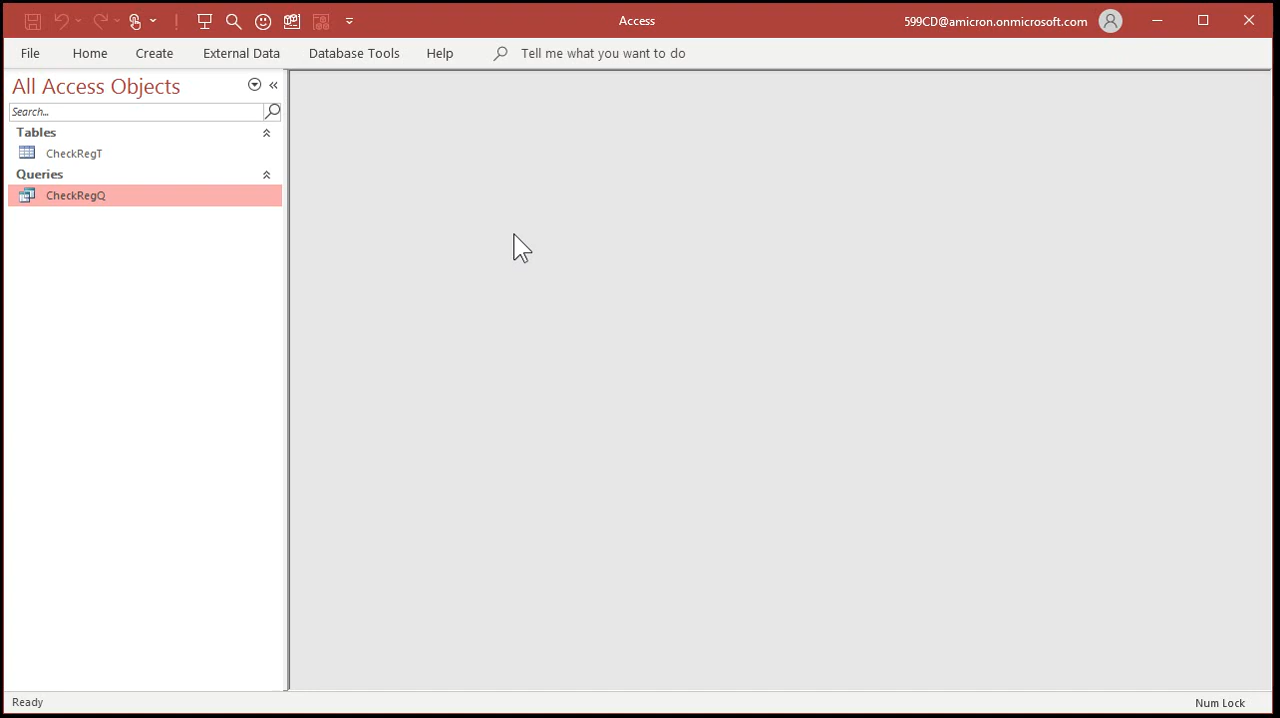 Access
599CD@amicron.onmicrosoft.com
File Home Create External Data Database Tools Help Tell me what you want to do
All Access Objects
Search...
Tables
CheckRegT
Queries
CheckRegQ
Ready
Num Lock